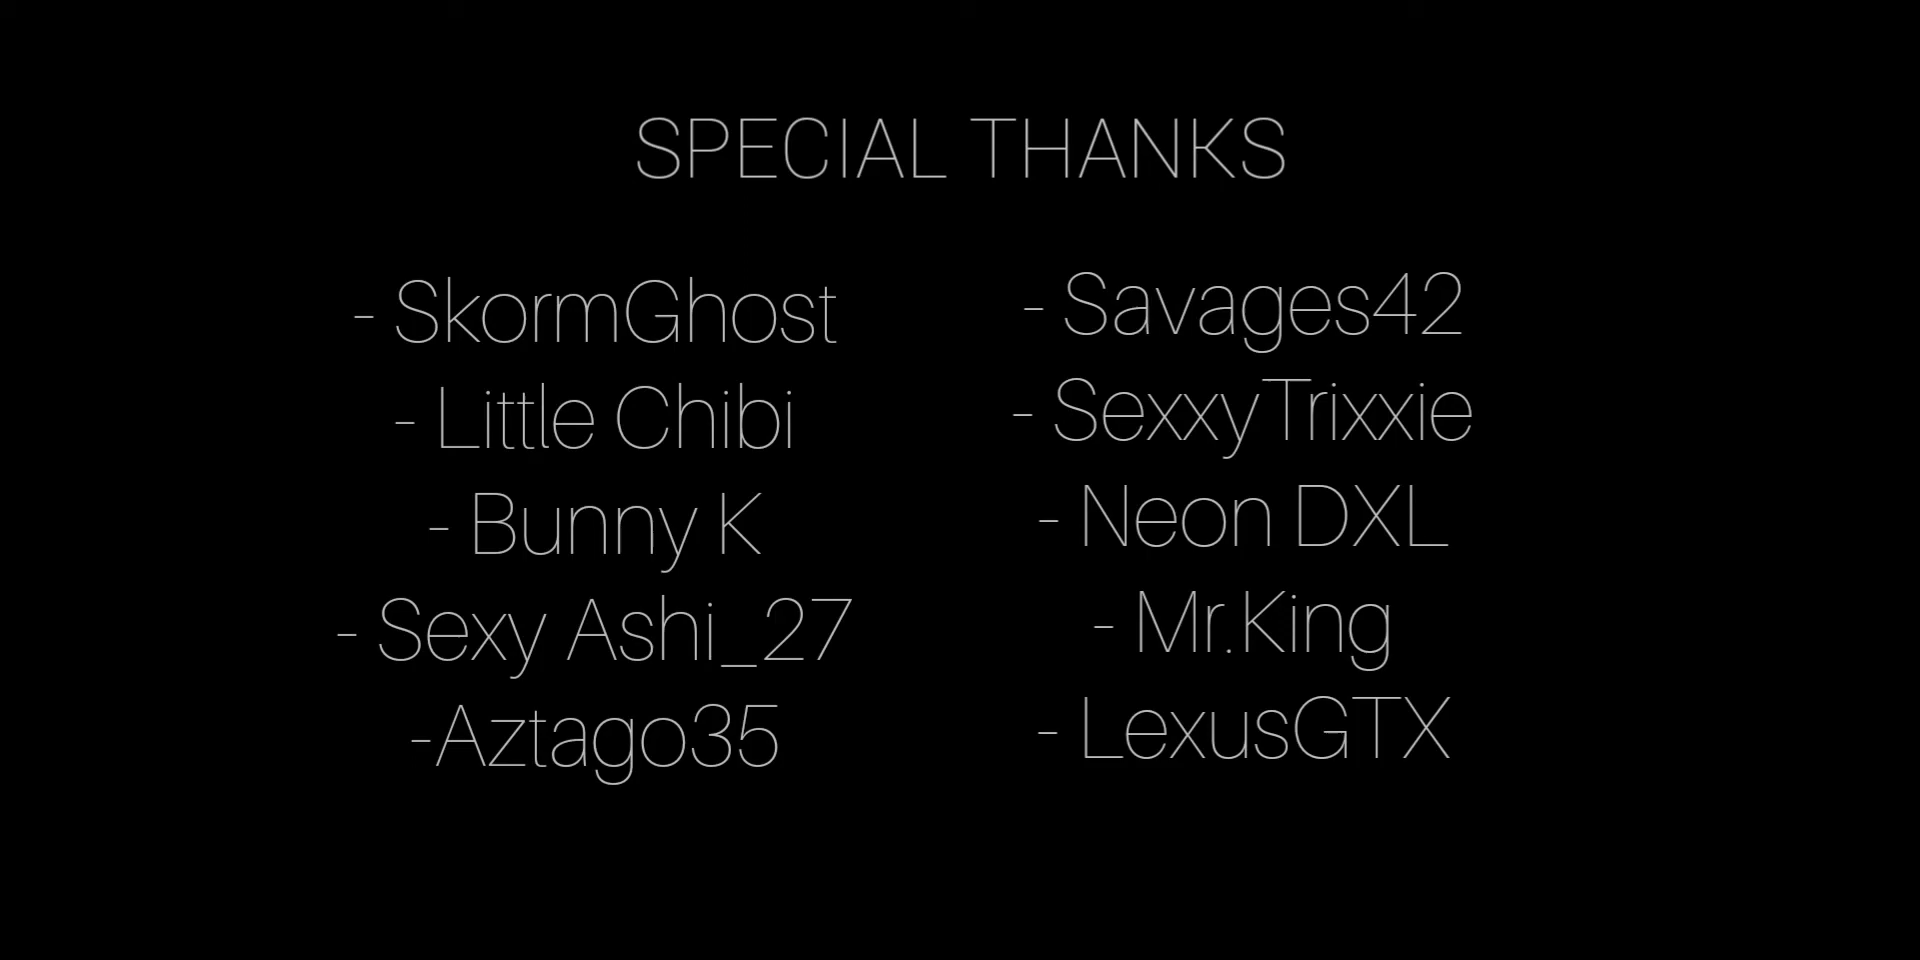 SPECIAL THANKS
- SkormGhost
- Little Chibi
- Bunny K
- Sexy Ashi_27
-Aztago35
- Savages42
- SexxyTrixxie
- Neon DXL
- Mr.King
- LexusGTX